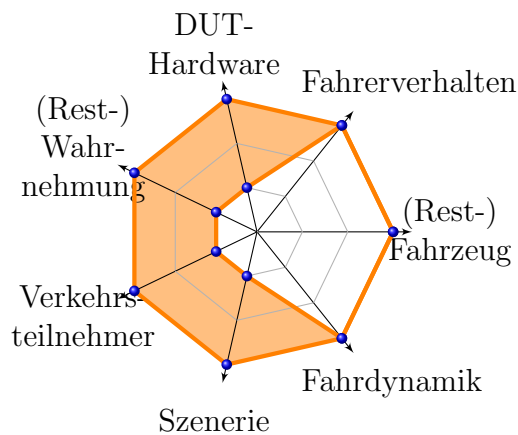 DUT-
Hardware
Fahrerverhalten
(Rest-)
Wahr-
nehmung
(Rest-)
Fahrzeug
Verkehrs-
teilnehmer
Fahrdynamik
Szenerie